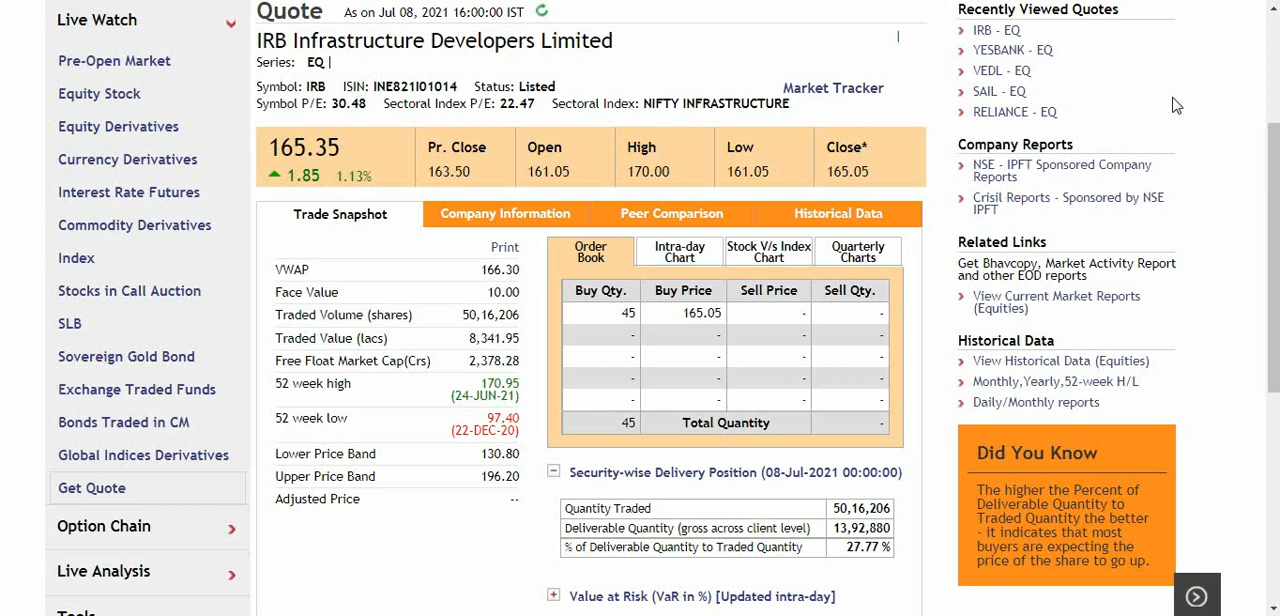 Live Watch
Pre-Open Market
Equity Stock
Equity Derivatives
Currency Derivatives
Interest Rate Futures
Commodity Derivatives
Index
Stocks in Call Auction
SLB
Sovereign Gold Bond
Exchange Traded Funds
Bonds Traded in CM
Global Indices Derivatives
Get Quote
Option Chain
Live Analysis
Quote As on Jul 08, 2021 16:00:00 IST
IRB Infrastructure Developers Limited
Series: EQ |
Symbol: IRB ISIN: INE821I01014 Status: Listed
Market Tracker
Symbol P/E: 30.48 Sectoral Index P/E: 22.47 Sectoral Index: NIFTY INFRASTRUCTURE
165.35 Pr. Close Open High Low Close*
1.85 1.13% 163.50 161.05 170.00 161.05 165.05
Trade Snapshot Company Information Peer Comparison Historical Data
Print
VWAP 166.30
Face Value 10.00
Traded Volume (shares) 50,16,206
Traded Value (lacs) 8,341.95
Free Float Market Cap(Crs) 2,378.28
52 week high 170.95
(24-JUN-21)
52 week low 97.40
(22-DEC-20)
Lower Price Band 130.80
Upper Price Band 196.20
Adjusted Price --
Order Book
Intra-day Chart
Stock V/s Index Chart
Quarterly Charts
Buy Qty. Buy Price Sell Price Sell Qty.
45 165.05 - -
- - - -
- - - -
- - - -
- - - -
45 Total Quantity -
Security-wise Delivery Position (08-Jul-2021 00:00:00)
Quantity Traded 50,16,206
Deliverable Quantity (gross across client level) 13,92,880
% of Deliverable Quantity to Traded Quantity 27.77 %
Value at Risk (VaR in %) [Updated intra-day]
Recently Viewed Quotes
IRB - EQ
YESBANK - EQ
VEDL - EQ
SAIL - EQ
RELIANCE - EQ
Company Reports
NSE - IPFT Sponsored Company
Reports
Crisil Reports - Sponsored by NSE
IPFT
Related Links
Get Bhavcopy, Market Activity Report
and other EOD reports
View Current Market Reports
(Equities)
Historical Data
View Historical Data (Equities)
Monthly,Yearly,52-week H/L
Daily/Monthly reports
Did You Know
The higher the Percent of
Deliverable Quantity to
Traded Quantity the better
- it indicates that most
buyers are expecting the
price of the share to go up.